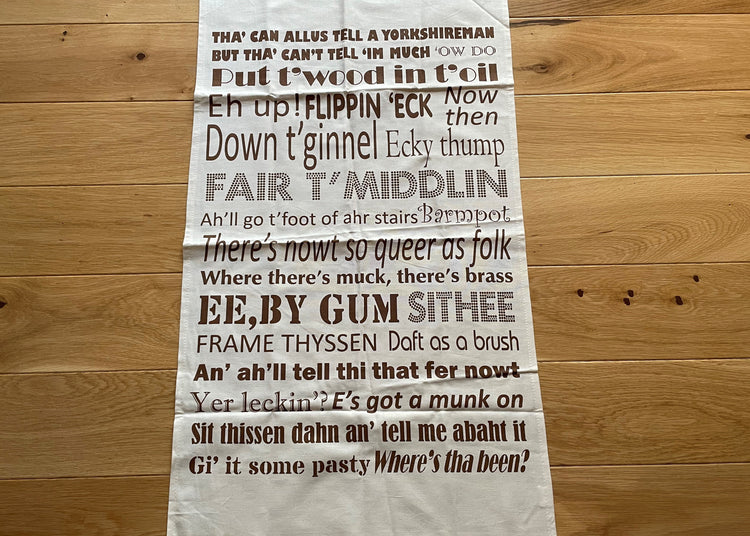 THA' CAN ALLUS TELL A YORKSHIREMAN
BUT THA' CAN'T TELL 'IM MUCH 'OW DO
Put t'wood in t'oil
Eh up! FLIPPIN 'ECK Now then
Down t'ginnel Ecky thump
FAIR T'MIDDLIN
Ah'll go t'foot of ahr stairs Barmpot
There's nowt so queer as folk
Where there's muck, there's brass
EE,BY GUM SITHEE
FRAME THYSSEN Daft as a brush
An' ah'll tell thi that fer nowt
Yer leckin'? E's got a munk on
Sit thissen dahn an' tell me abaht it
Gi' it some pasty Where's tha been?